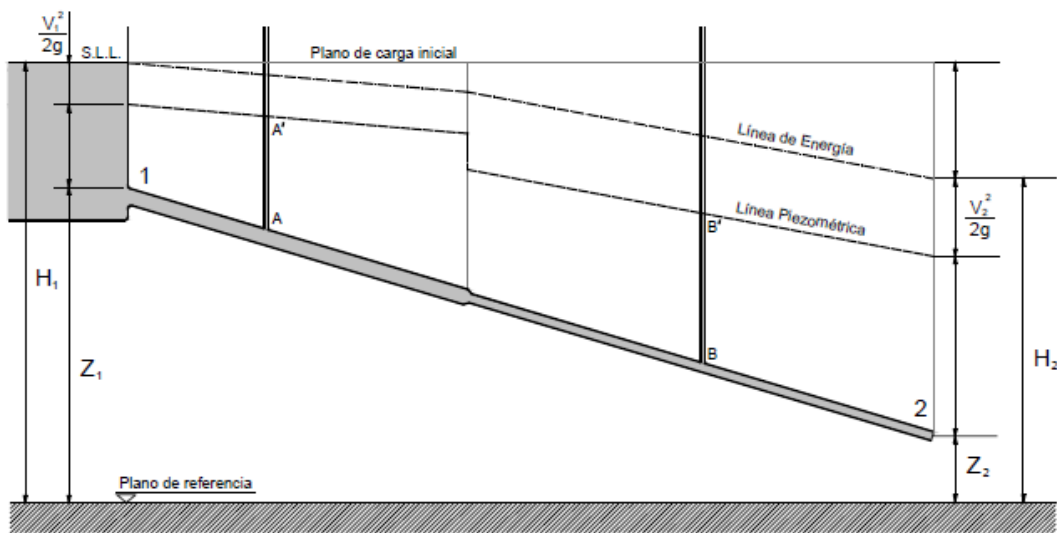 V₁²
2g
S.L.L.
Plano de carga inicial
A'
Línea de Energía
1
A
Línea Piezométrica
B'
V₂²
2g
H₁
Z₁
B
H₂
2
Z₂
Plano de referencia